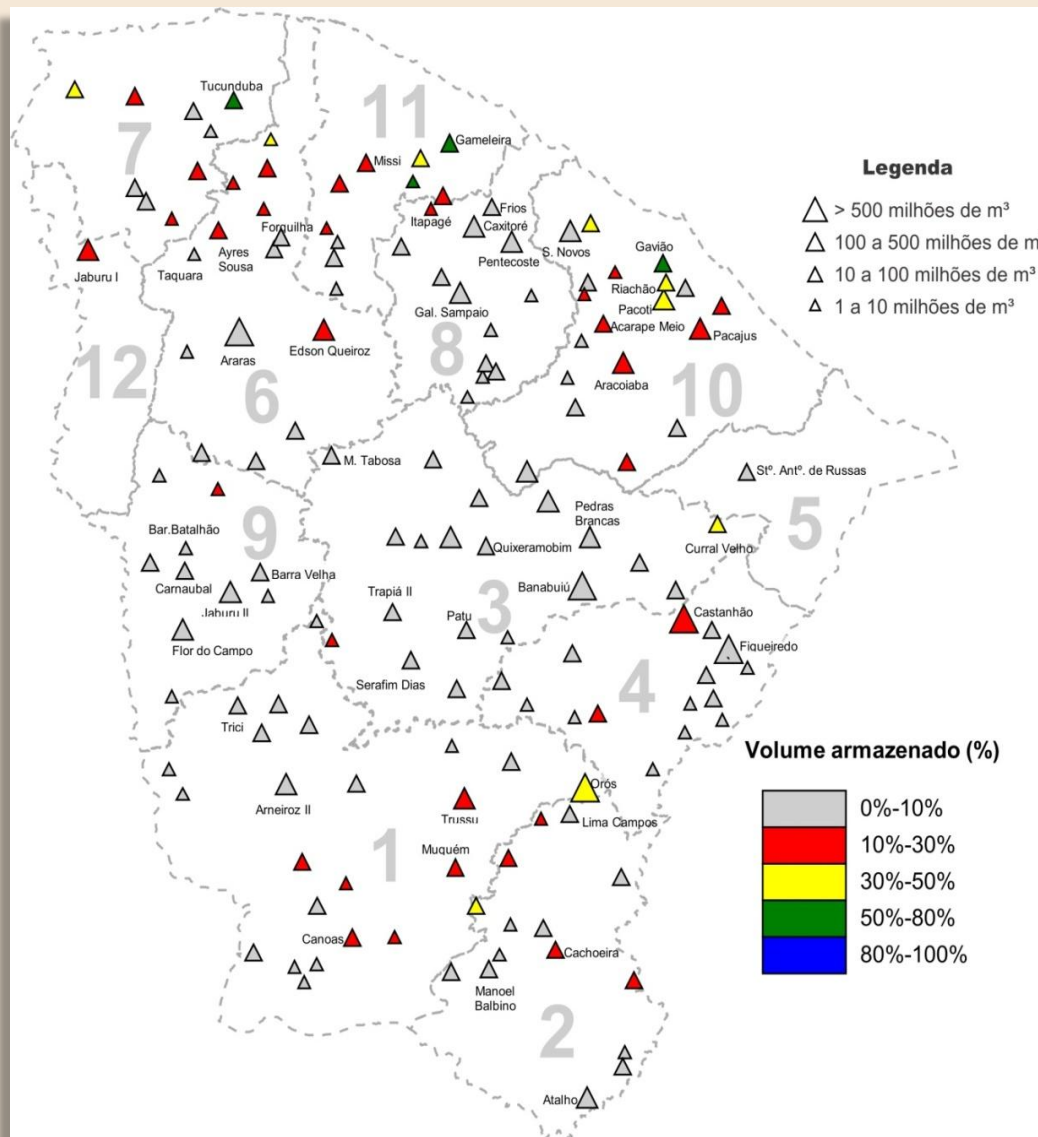 Tucunduba
11
7
Gameleira
Missi
Legenda
> 500 milhões de m³
100 a 500 milhões de m
10 a 100 milhões de m³
1 a 10 milhões de m³
Itapagé
Frios
Caxitoré
Pentecoste
S. Novos
Gavião
Forquilha
Ayres
Sousa
Taquara
Jaburu I
Riachão
Pacoti
Acarape Meio
Pacajus
Gal. Sampaio
Araras
Edson Queiroz
8
12
6
Aracoiaba
10
M. Tabosa
Stº. Antº. de Russas
9
5
Pedras
Brancas
Bar.Batalhão
Quixeramobim
Curral Velho
Carnaubal
Barra Velha
Jaburu II
Trapiá II
3
Banabuiú
Castanhão
Patu
Flor do Campo
Serafim Dias
4
Fiqueiredo
Trici
Volume armazenado (%)
0%-10%
10%-30%
30%-50%
50%-80%
80%-100%
Arneiroz II
Trussu
Orós
Lima Campos
1
Muquém
Canoas
Cachoeira
Manoel
Balbino
2
Atalho